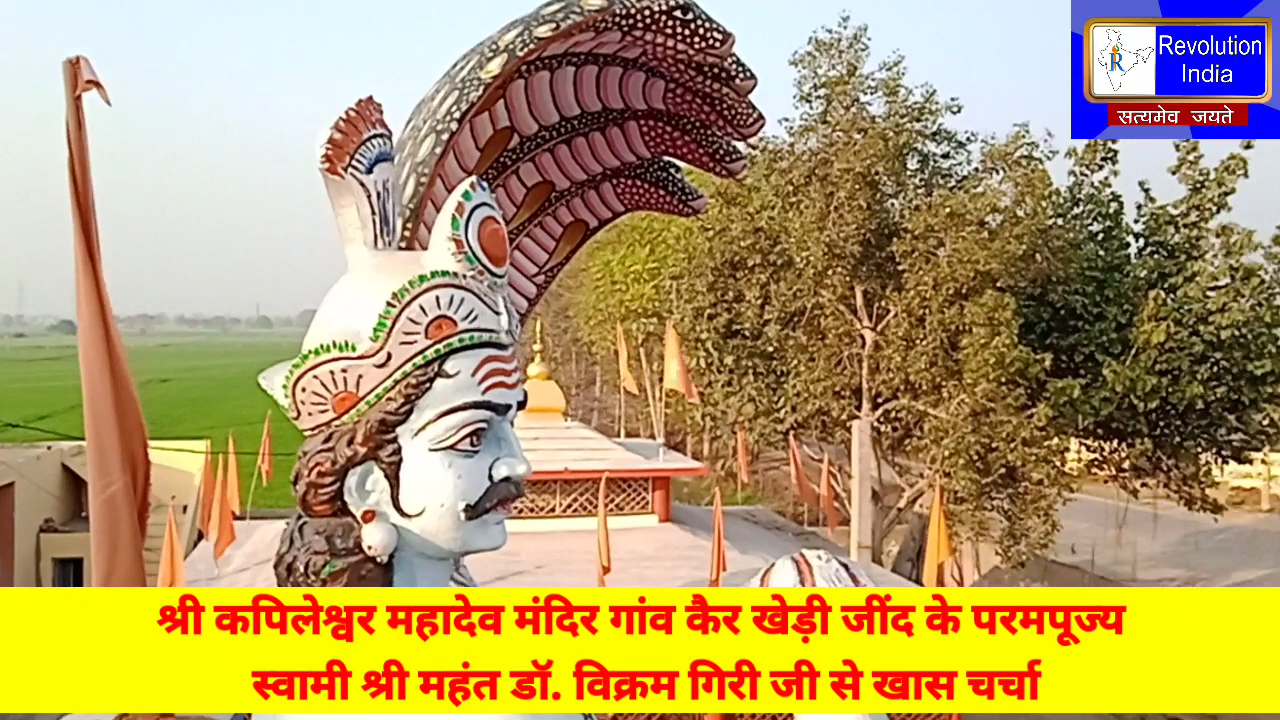 Revolution
India
सत्यमेव जयते
श्री कपिलेश्वर महादेव मंदिर गांव कैर खेड़ी जींद के परमपूज्य
स्वामी श्री महंत डॉ. विक्रम गिरी जी से खास चर्चा